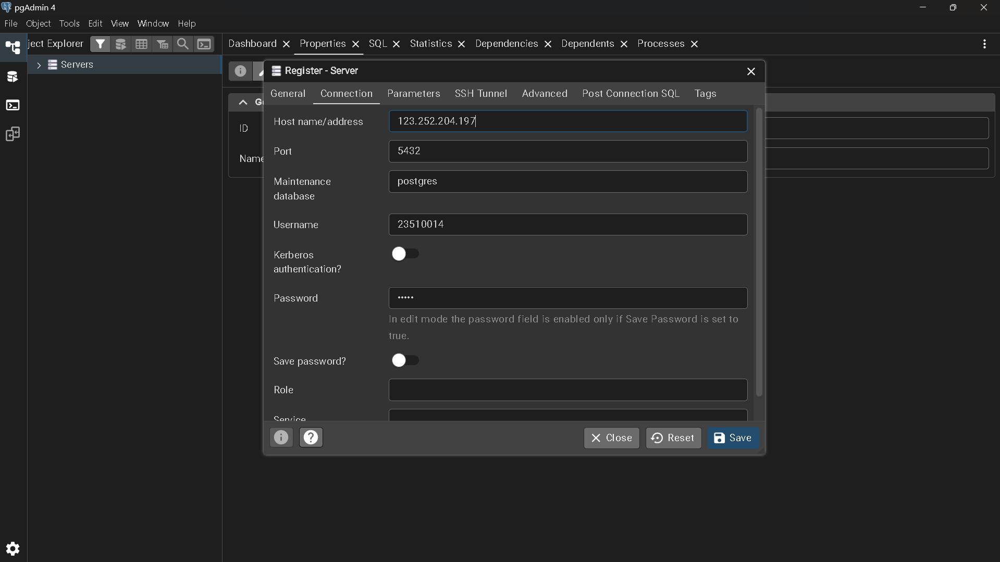 pgAdmin 4
File Object Tools Edit View Window Help
ject Explorer
Dashboard Properties SQL Statistics Dependencies Dependents Processes
Servers
Register - Server
General Connection Parameters SSH Tunnel Advanced Post Connection SQL Tags
G
ID
Name
Host name/address 123.252.204.197
Port 5432
Maintenance
database
postgres
Username 23510014
Kerberos
authentication?
Password •••••
In edit mode the password field is enabled only if Save Password is set to
true.
Save password?
Role
Service
Close Reset Save